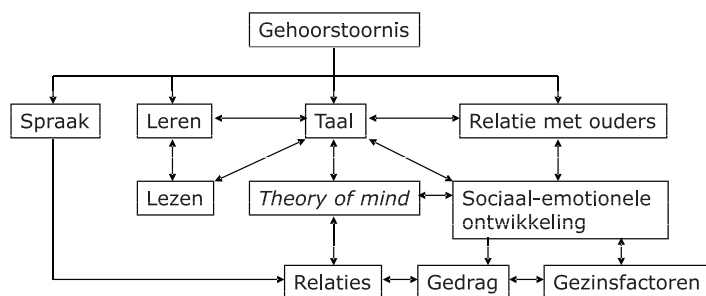 Gehoorstoornis
Spraak
Leren
Taal
Relatie met ouders
Lezen
Theory of mind
Sociaal-emotionele
ontwikkeling
Relaties
Gedrag
Gezinsfactoren